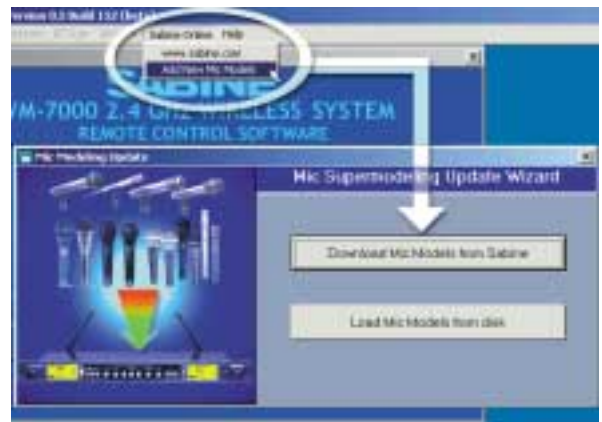 Sabine Online Help
www.sabine.com
Add New Mic Models
SABINE
WM-7000 2.4 GHz WIRELESS SYSTEM
REMOTE CONTROL SOFTWARE
Mic Modeling Update
Mic Supermodeling Update Wizard
Download Mic Models from Sabine
Load Mic Models from disk